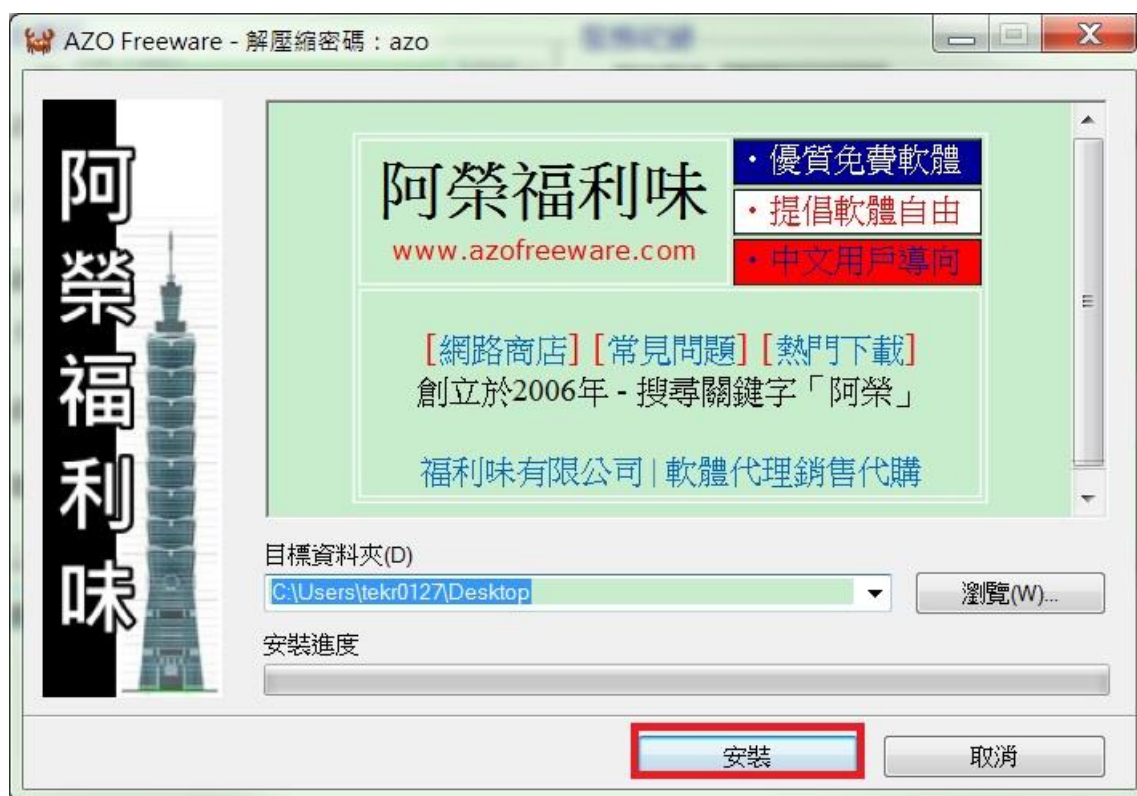 AZO Freeware - 解壓縮密碼：azo
阿榮福利味
阿榮福利味
www.azofreeware.com
・優質免費軟體
・提倡軟體自由
・中文用戶導向
[網路商店] [常見問題] [熱門下載]
創立於2006年 - 搜尋關鍵字「阿榮」
福利味有限公司 | 軟體代理銷售代購
目標資料夾(D)
C:\Users\tekr0127\Desktop
瀏覽(W)...
安裝進度
安裝
取消